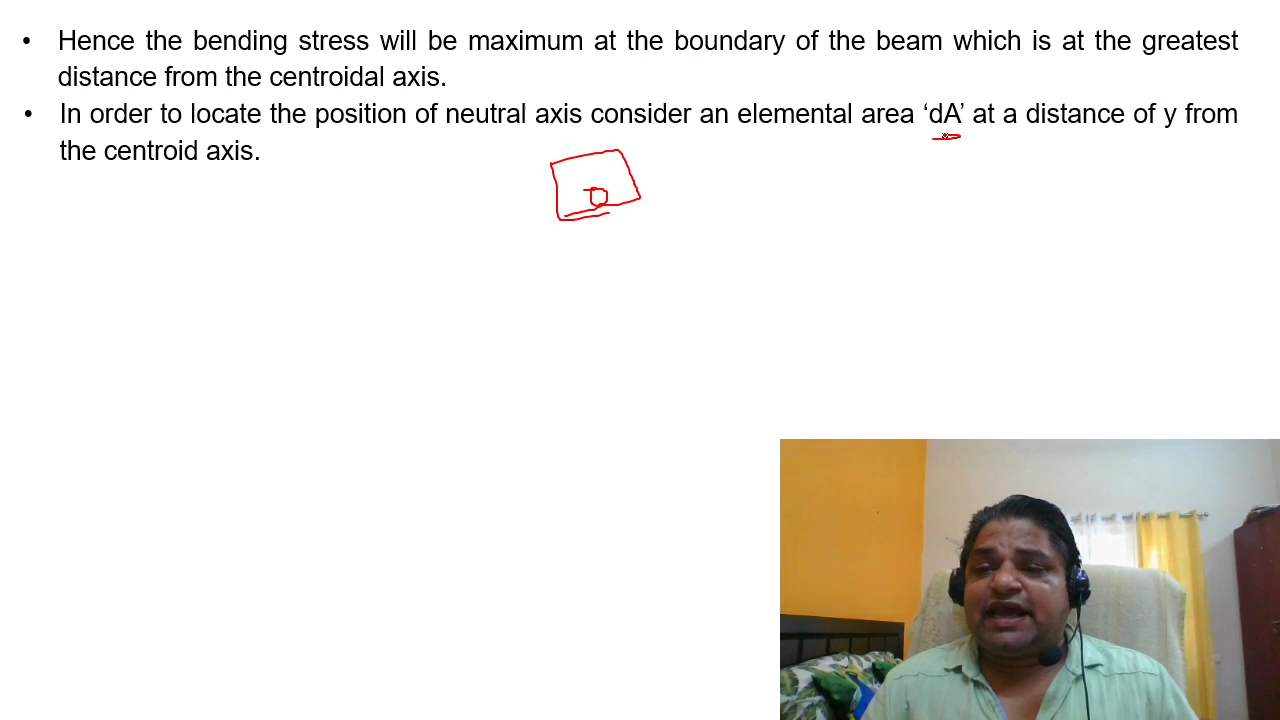 • Hence the bending stress will be maximum at the boundary of the beam which is at the greatest
distance from the centroidal axis.
• In order to locate the position of neutral axis consider an elemental area ‘dA’ at a distance of y from
the centroid axis.